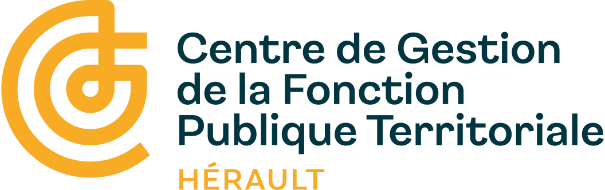 Centre de Gestion
de la Fonction
Publique Territoriale
HÉRAULT